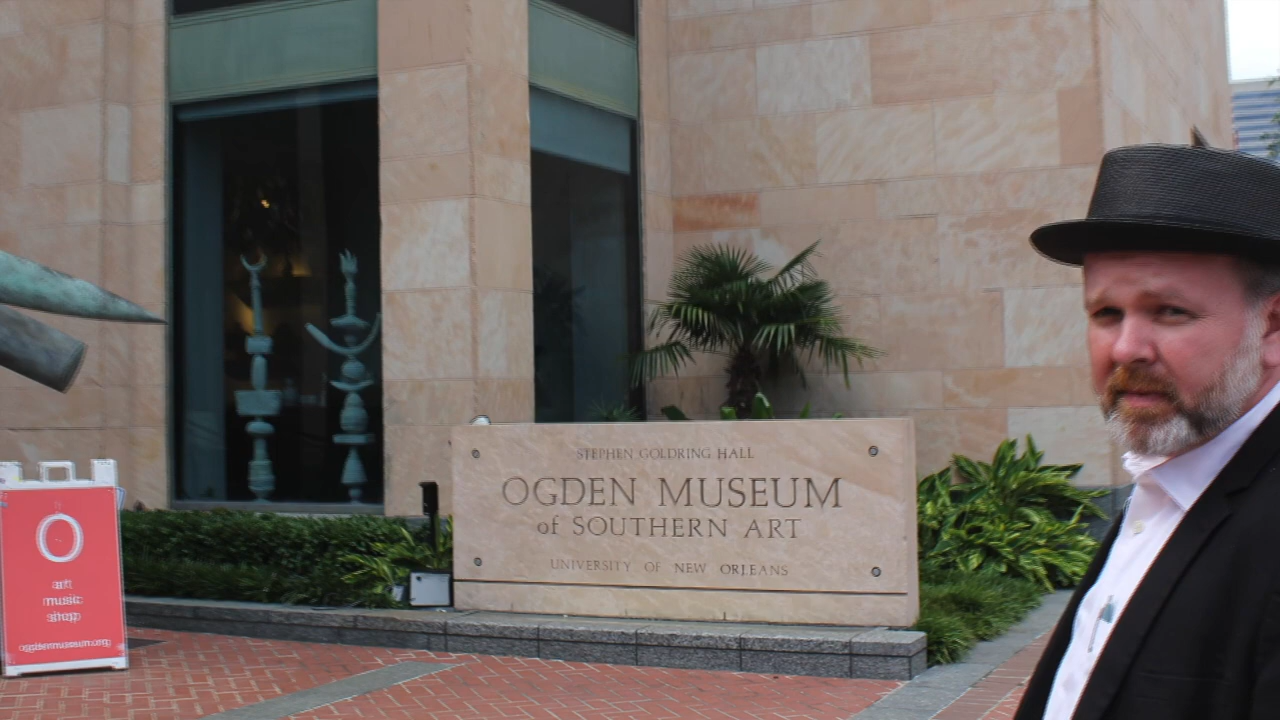 STEPHEN GOLDRING HALL
OGDEN MUSEUM
of SOUTHERN ART
UNIVERSITY OF NEW ORLEANS
O
art
music
shop
ogdenmuseum.org